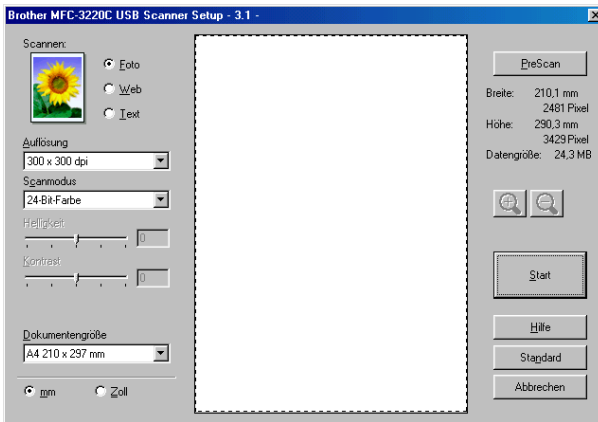 Brother MFC-3220C USB Scanner Setup - 3.1 -
Scannen:
Foto
Web
Text
Auflösung
300 x 300 dpi
Scanmodus
24-Bit-Farbe
Helligkeit
0
Kontrast
0
Dokumentengröße
A4 210 x 297 mm
mm
Zoll
PreScan
Breite: 210,1 mm
2481 Pixel
Höhe: 290,3 mm
3429 Pixel
Datengröße: 24,3 MB
Start
Hilfe
Standard
Abbrechen